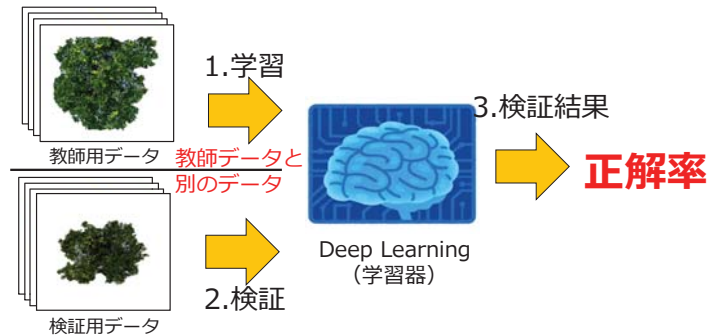 1.学習
教師用データ
教師データと
別のデータ
2.検証
検証用データ
Deep Learning
（学習器）
3.検証結果
正解率